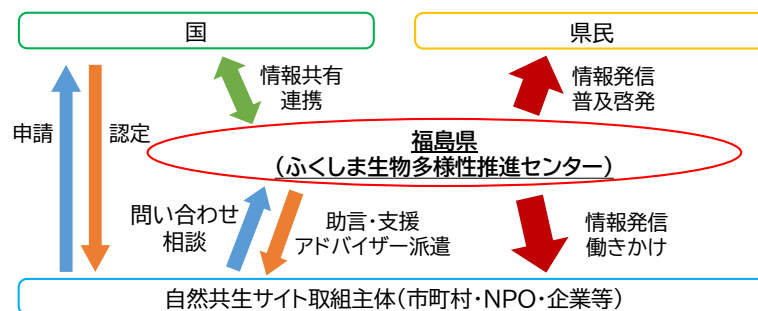 国
県民
情報共有
連携
情報発信
普及啓発
申請
認定
福島県
（ふくしま生物多様性推進センター）
問い合わせ
相談
助言・支援
アドバイザー派遣
情報発信
働きかけ
自然共生サイト取組主体（市町村・NPO・企業等）